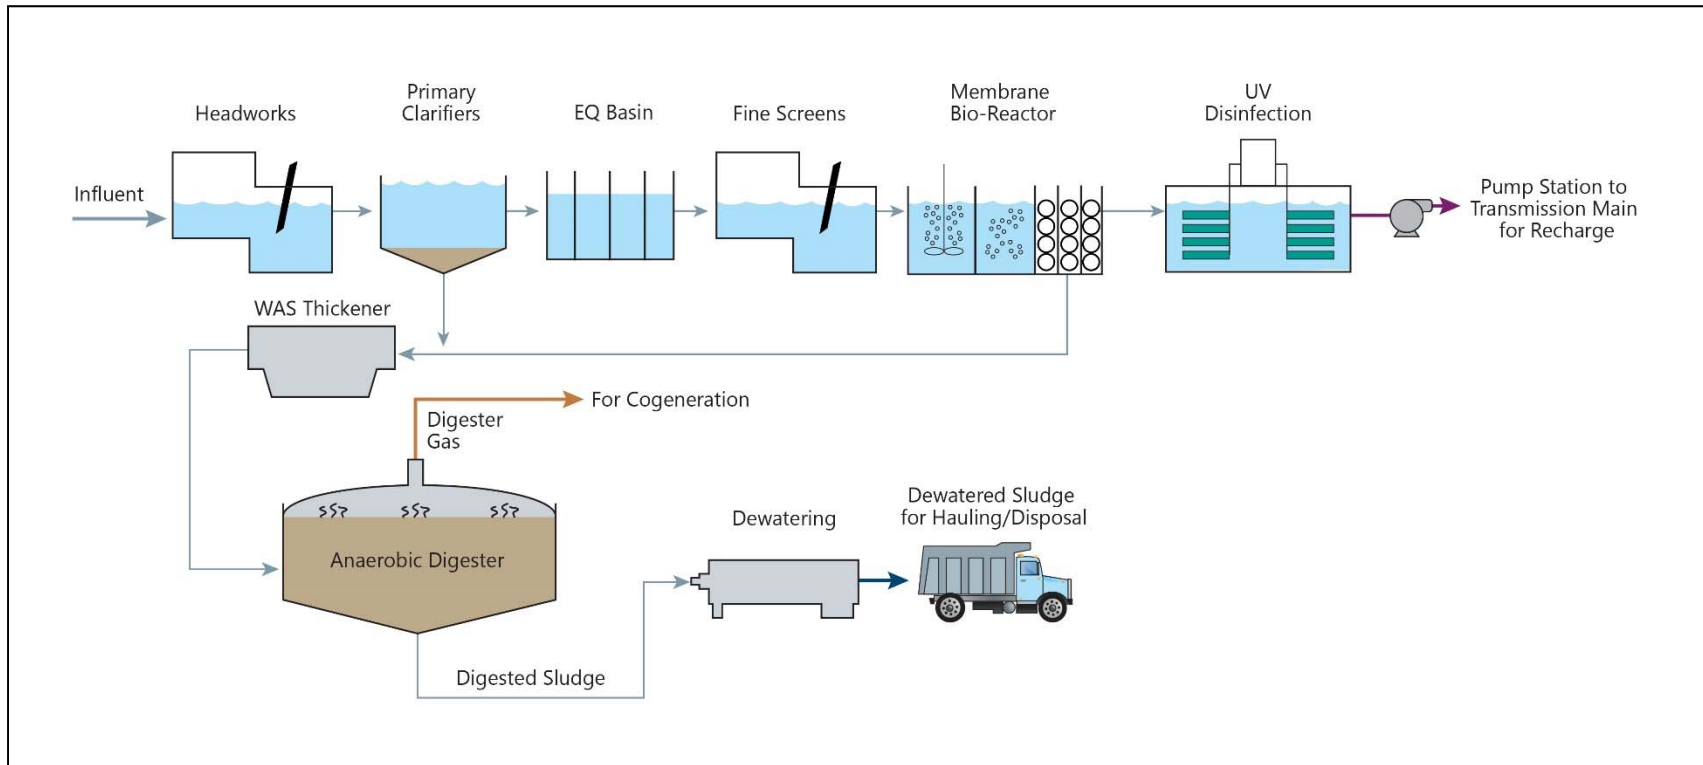 Headworks
Primary
Clarifiers
EQ Basin
Fine Screens
Membrane
Bio-Reactor
UV
Disinfection
Influent
Pump Station to
Transmission Main
for Recharge
WAS Thickener
For Cogeneration
Digester
Gas
Anaerobic Digester
Dewatering
Dewatered Sludge
for Hauling/Disposal
Digested Sludge